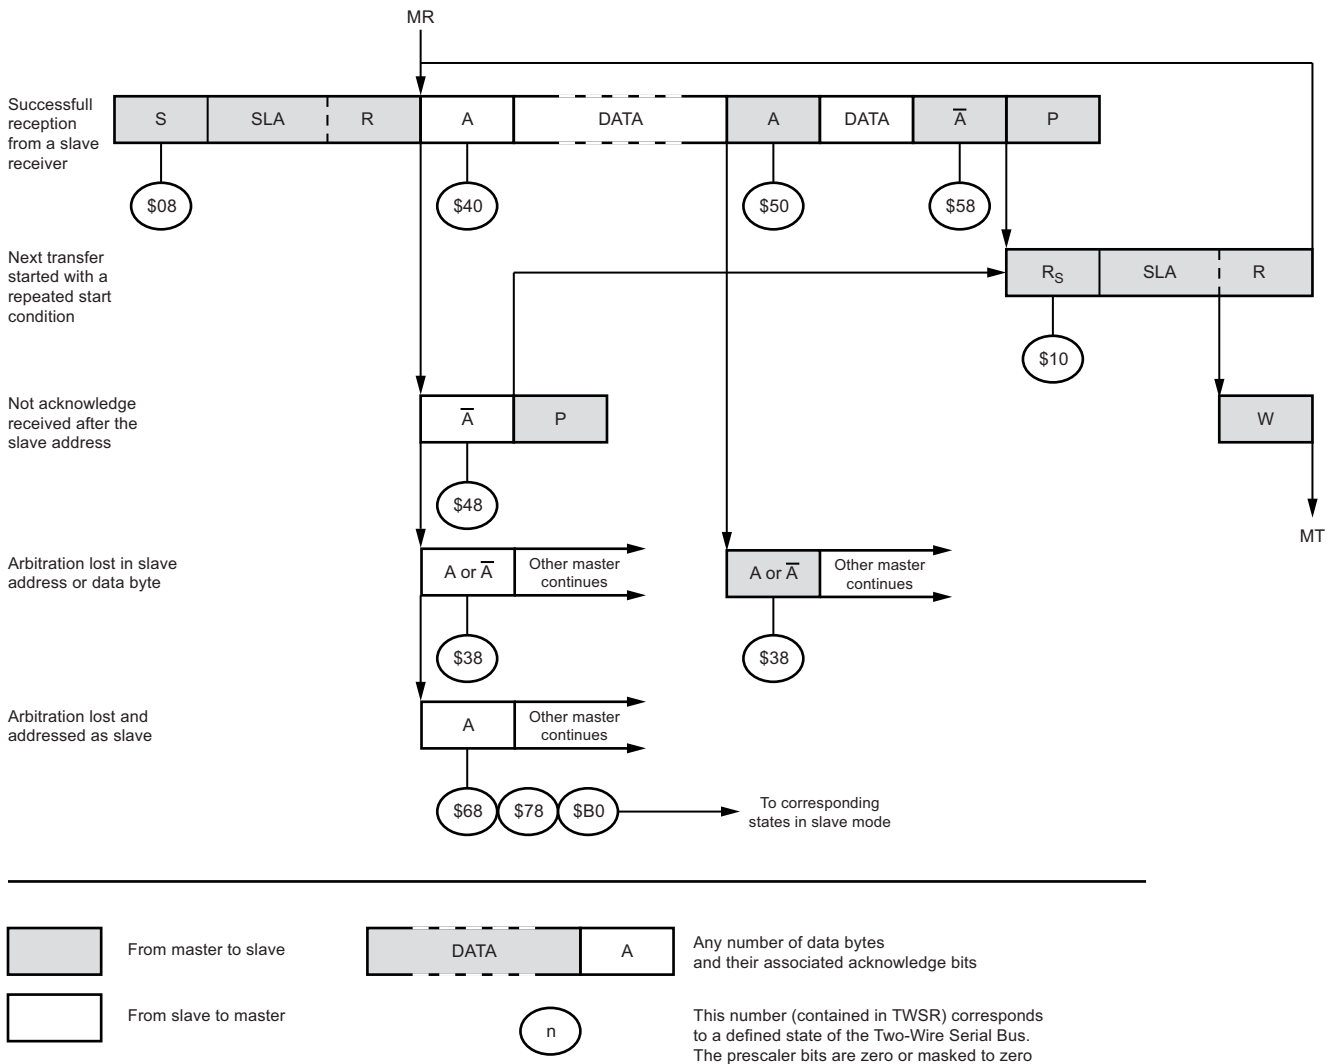 MR
Successfull
reception
from a slave
receiver
S SLA R A DATA A DATA A̅ P
$08 $40 $50 $58
Next transfer
started with a
repeated start
condition
RS SLA R
$10
Not acknowledge
received after the
slave address
A̅ P W
$48
MT
Arbitration lost in slave
address or data byte
A or A̅ Other master
continues
A or A̅ Other master
continues
$38 $38
Arbitration lost and
addressed as slave
A Other master
continues
$68 $78 $B0 To corresponding
states in slave mode
From master to slave
DATA A Any number of data bytes
and their associated acknowledge bits
From slave to master
n This number (contained in TWSR) corresponds
to a defined state of the Two-Wire Serial Bus.
The prescaler bits are zero or masked to zero